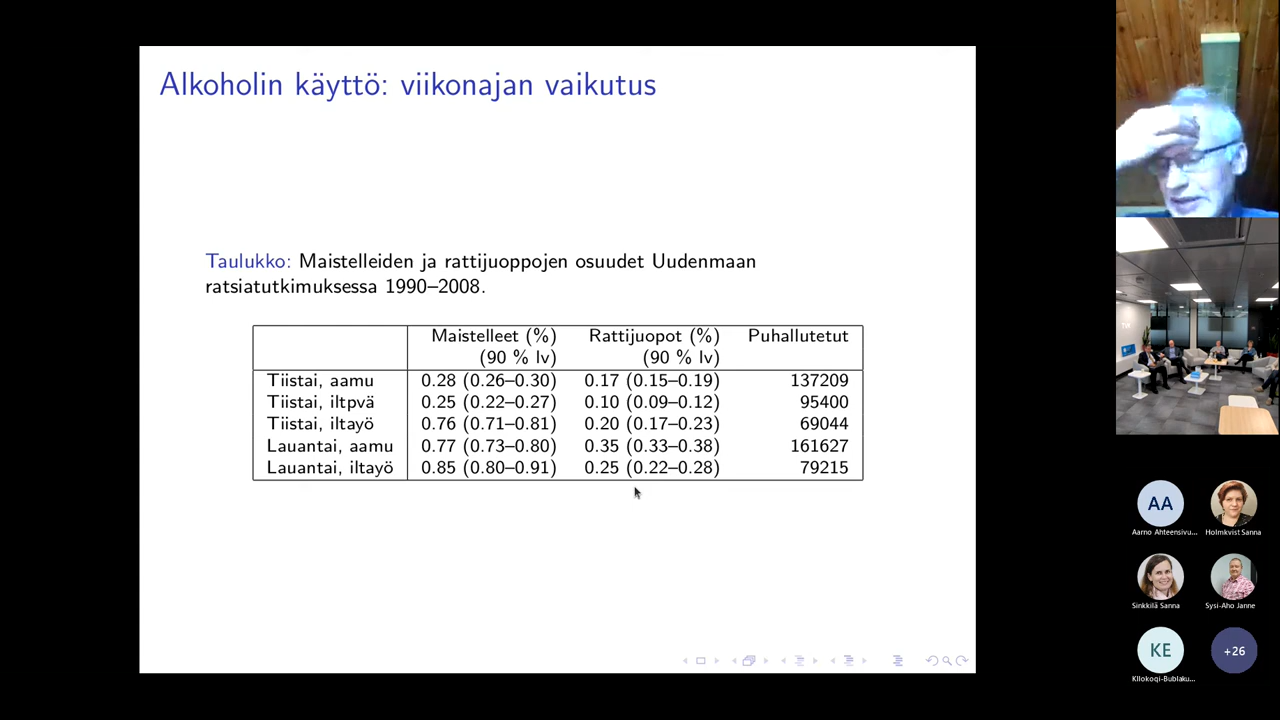 Alkoholin käyttö: viikonajan vaikutus
Taulukko: Maistelleiden ja rattijuoppojen osuudet Uudenmaan
ratsiatutkimuksessa 1990–2008.
Maistelleet (%) Rattijuopot (%) Puhallutetut
(90 % lv) (90 % lv)
Tiistai, aamu 0.28 (0.26–0.30) 0.17 (0.15–0.19) 137209
Tiistai, iltpvä 0.25 (0.22–0.27) 0.10 (0.09–0.12) 95400
Tiistai, iltayö 0.76 (0.71–0.81) 0.20 (0.17–0.23) 69044
Lauantai, aamu 0.77 (0.73–0.80) 0.35 (0.33–0.38) 161627
Lauantai, iltayö 0.85 (0.80–0.91) 0.25 (0.22–0.28) 79215
AA
Aarno Ahteensivu... Holmkvist Sanna
Sinkkilä Sanna Sysi-Aho Janne
KE +26
Kllokoqi-Bublaku...